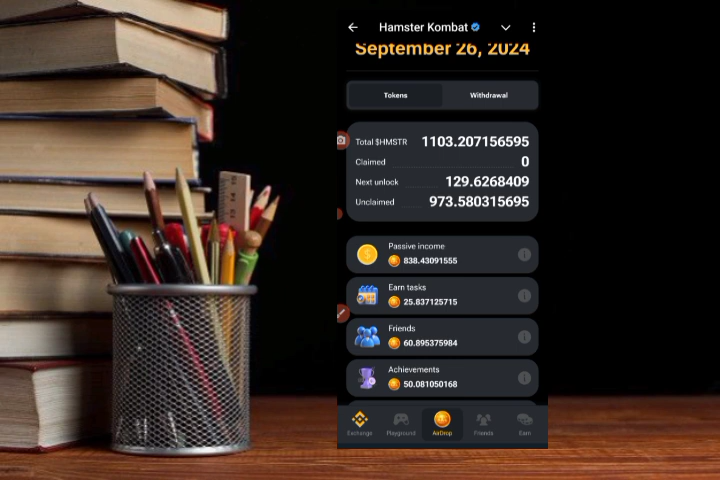 Hamster Kombat
September 26, 2024
Tokens
Withdrawal
Total $HMSTR 1103.207156595
Claimed 0
Next unlock 129.6268409
Unclaimed 973.580315695
Passive income
838.43091555
Earn tasks
25.837125715
Friends
60.895375984
Achievements
50.081050168
Exchange
Playground
AirDrop
Friends
Earn